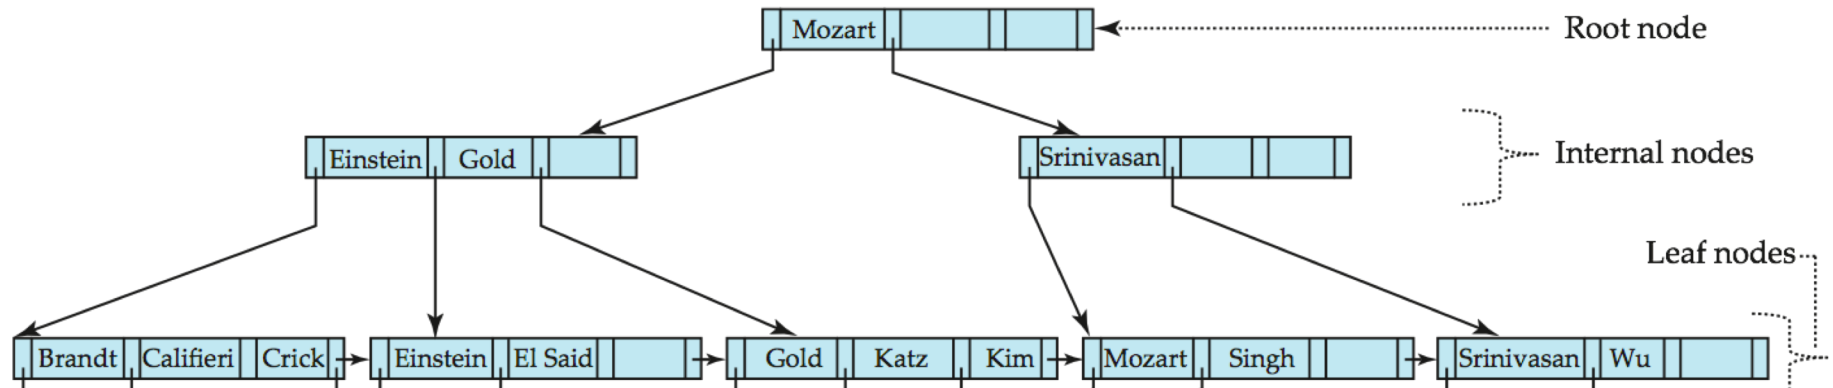 Mozart
Root node
Einstein Gold
Srinivasan
Internal nodes
Leaf nodes
Brandt Califieri Crick Einstein El Said Gold Katz Kim Mozart Singh Srinivasan Wu